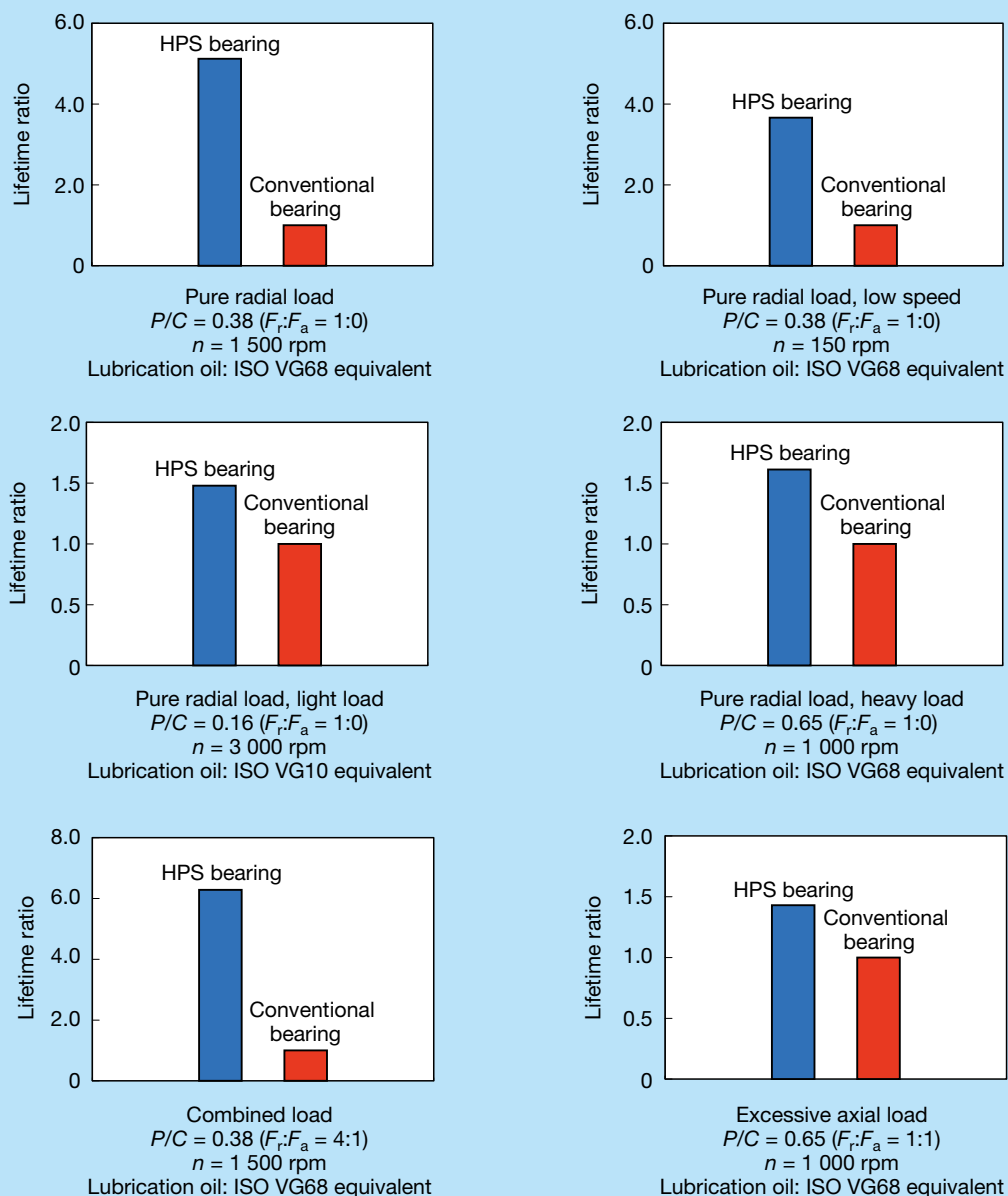 6.0
4.0
2.0
0
Lifetime ratio
HPS bearing
Conventional
bearing
Pure radial load
P/C = 0.38 (Fr:Fa = 1:0)
n = 1 500 rpm
Lubrication oil: ISO VG68 equivalent
6.0
4.0
2.0
0
Lifetime ratio
HPS bearing
Conventional
bearing
Pure radial load, low speed
P/C = 0.38 (Fr:Fa = 1:0)
n = 150 rpm
Lubrication oil: ISO VG68 equivalent
2.0
1.5
1.0
0.5
0
Lifetime ratio
HPS bearing
Conventional
bearing
Pure radial load, light load
P/C = 0.16 (Fr:Fa = 1:0)
n = 3 000 rpm
Lubrication oil: ISO VG10 equivalent
2.0
1.5
1.0
0.5
0
Lifetime ratio
HPS bearing
Conventional
bearing
Pure radial load, heavy load
P/C = 0.65 (Fr:Fa = 1:0)
n = 1 000 rpm
Lubrication oil: ISO VG68 equivalent
8.0
6.0
4.0
2.0
0
Lifetime ratio
HPS bearing
Conventional
bearing
Combined load
P/C = 0.38 (Fr:Fa = 4:1)
n = 1 500 rpm
Lubrication oil: ISO VG68 equivalent
2.0
1.5
1.0
0.5
0
Lifetime ratio
HPS bearing
Conventional
bearing
Excessive axial load
P/C = 0.65 (Fr:Fa = 1:1)
n = 1 000 rpm
Lubrication oil: ISO VG68 equivalent